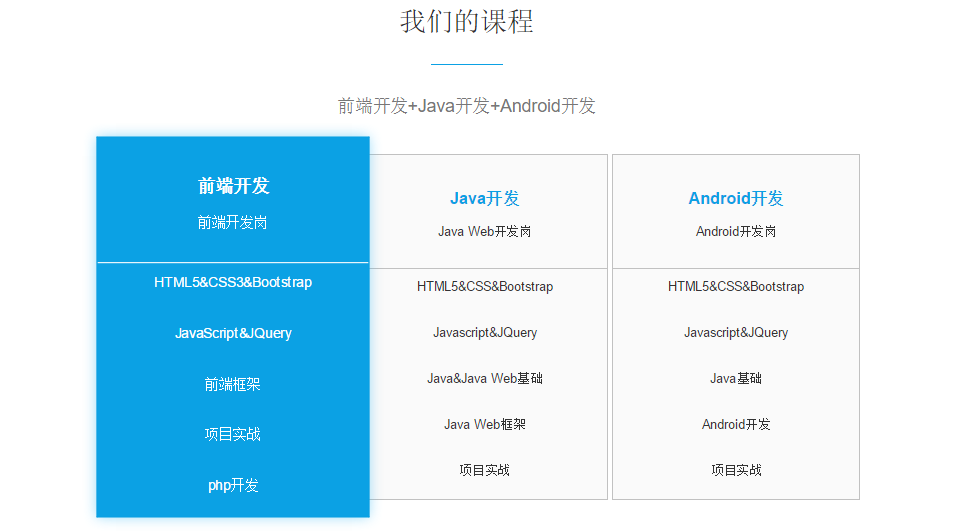 我们的课程
前端开发+Java开发+Android开发
前端开发
前端开发岗
HTML5&CSS3&Bootstrap
JavaScript&JQuery
前端框架
项目实战
php开发
Java开发
Java Web开发岗
HTML5&CSS&Bootstrap
Javascript&JQuery
Java&Java Web基础
Java Web框架
项目实战
Android开发
Android开发岗
HTML5&CSS&Bootstrap
Javascript&JQuery
Java基础
Android开发
项目实战